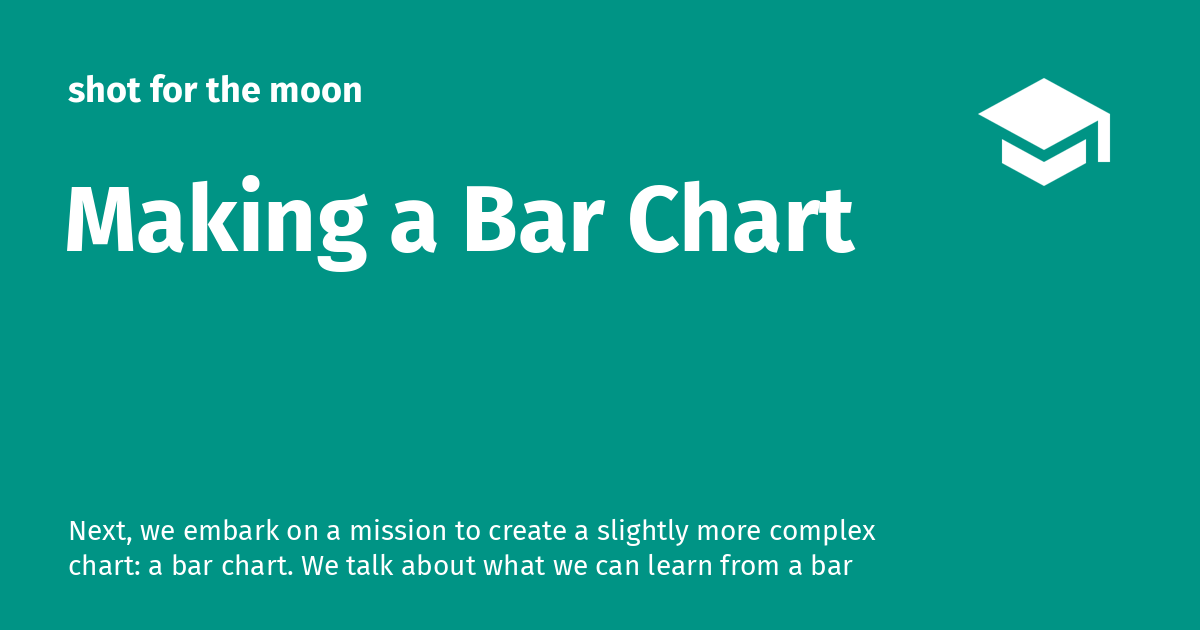 shot for the moon
Making a Bar Chart
Next, we embark on a mission to create a slightly more complex
chart: a bar chart. We talk about what we can learn from a bar